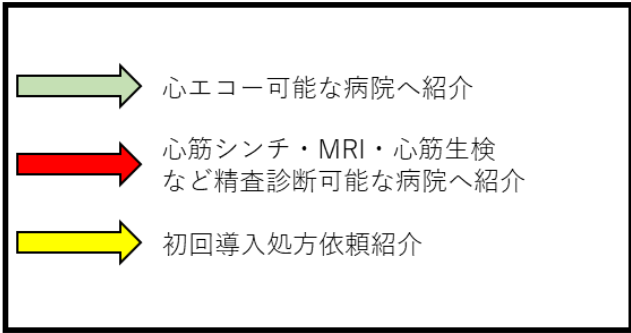 心エコー可能な病院へ紹介
心筋シンチ・MRI・心筋生検
など精査診断可能な病院へ紹介
初回導入処方依頼紹介